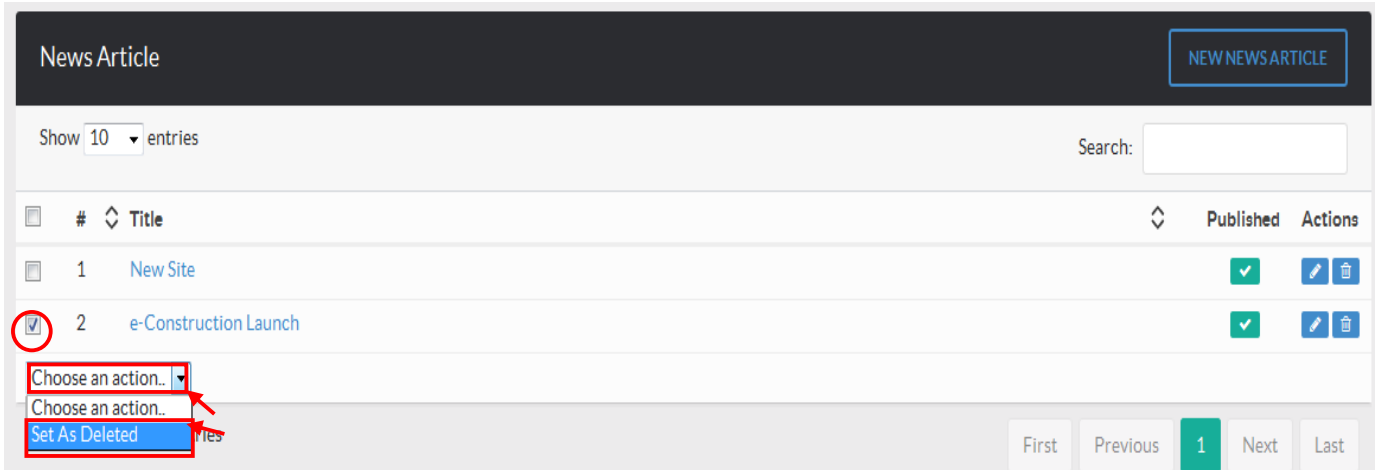 News Article
NEW NEWS ARTICLE
Show 10 entries
Search:
# Title Published Actions
1 New Site
2 e-Construction Launch
Choose an action..
Choose an action..
Set As Deleted
First Previous 1 Next Last